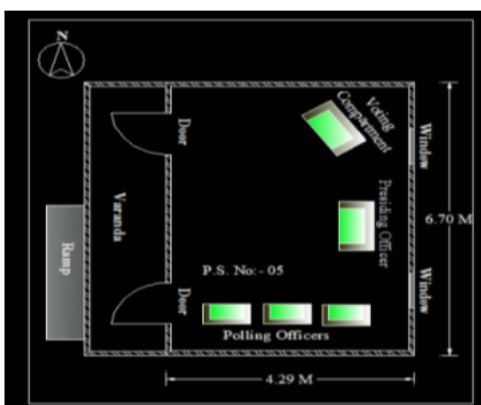 N
Voting
Compartment
Door
Window
Varanda
Presiding Officer
6.70 M
Ramp
P.S. No:- 05
Door
Window
Polling Officers
4.29 M